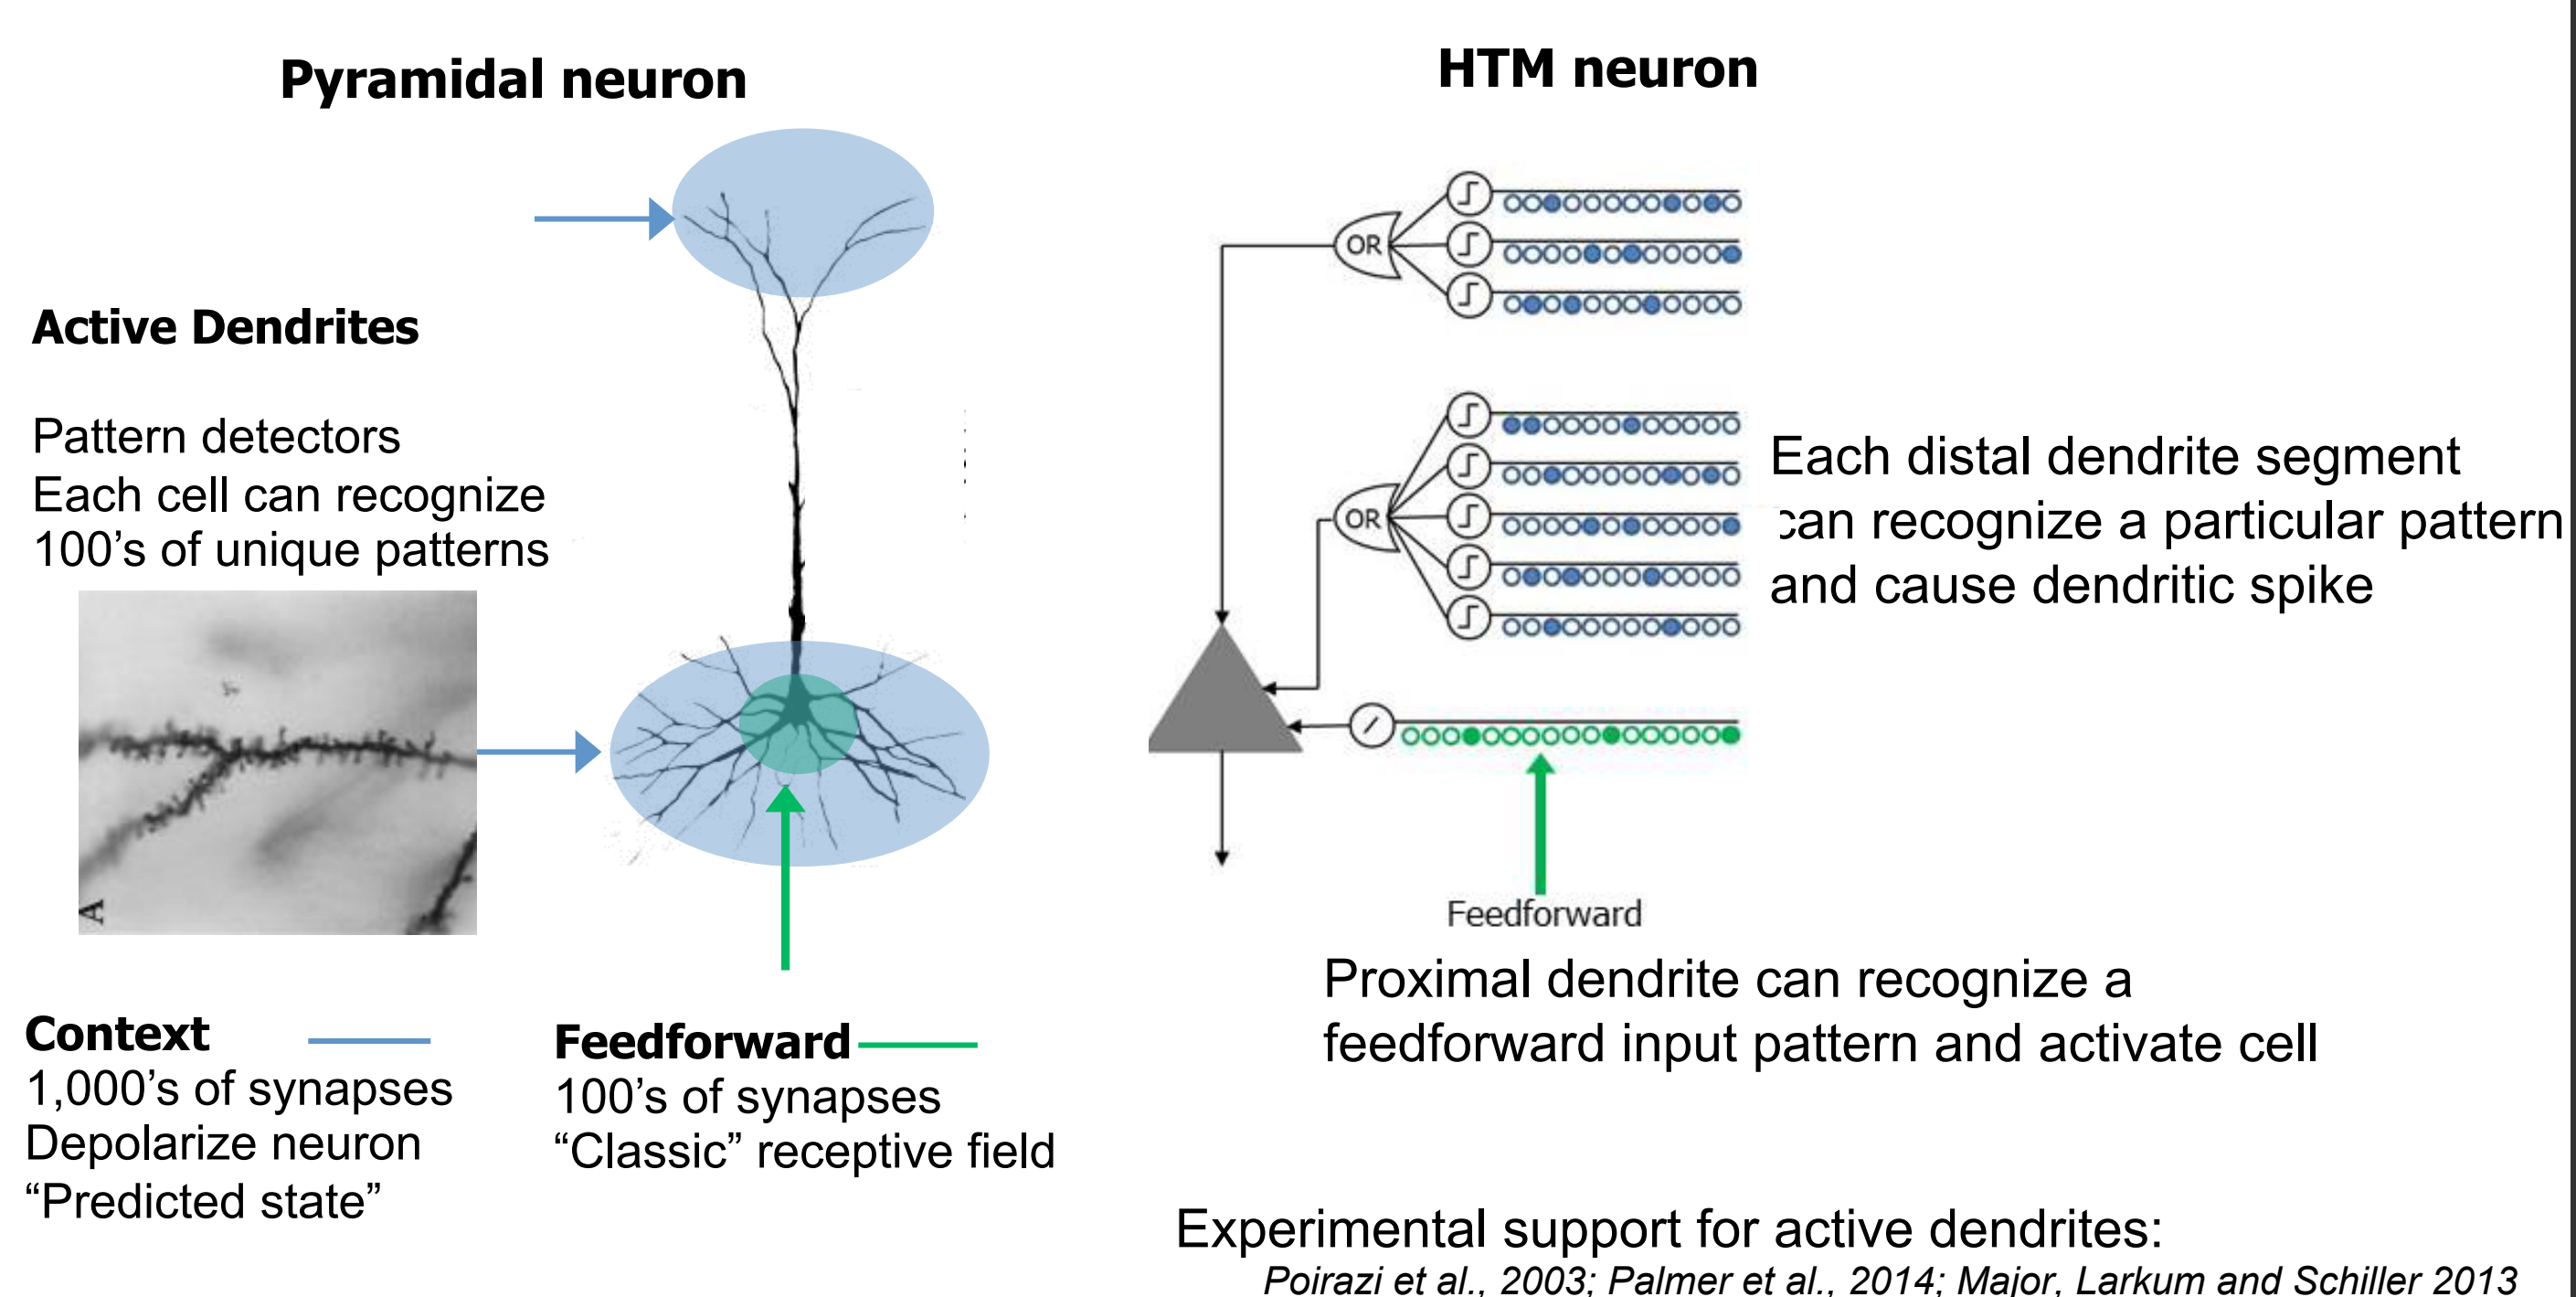 Pyramidal neuron
HTM neuron
Active Dendrites
Pattern detectors
Each cell can recognize
100’s of unique patterns
A
Context
1,000’s of synapses
Depolarize neuron
“Predicted state”
Feedforward
100’s of synapses
“Classic” receptive field
OR
OR
Each distal dendrite segment
can recognize a particular pattern
and cause dendritic spike
Feedforward
Proximal dendrite can recognize a
feedforward input pattern and activate cell
Experimental support for active dendrites:
Poirazi et al., 2003; Palmer et al., 2014; Major, Larkum and Schiller 2013